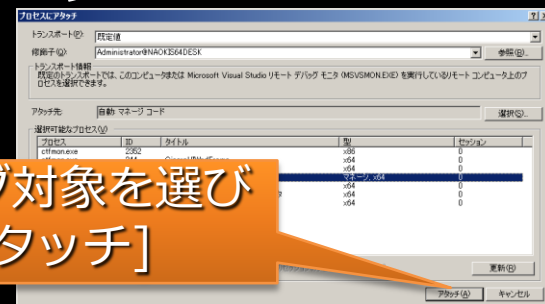 プロセスにアタッチ
トランスポート(P): 既定値
修飾子(Q): Administrator@NAOKIS64DESK 参照(B)...
トランスポート情報
既定のトランスポートでは、このコンピュータまたは Microsoft Visual Studio リモート デバッグ モニタ (MSVSMON.EXE) を実行しているリモート コンピュータ上のプ
ロセスを選択できます。
アタッチ先: 自動: マネージ コード 選択(S)...
選択可能なプロセス(V)
プロセス ID タイトル 型 セッション
ctfmon.exe 2352 x86 0
x64 0
x64 0
マネージ, x64 0
x64 0
x64 0
x64 0
ブ対象を選び
タッチ]
更新(R)
アタッチ(A) キャンセル